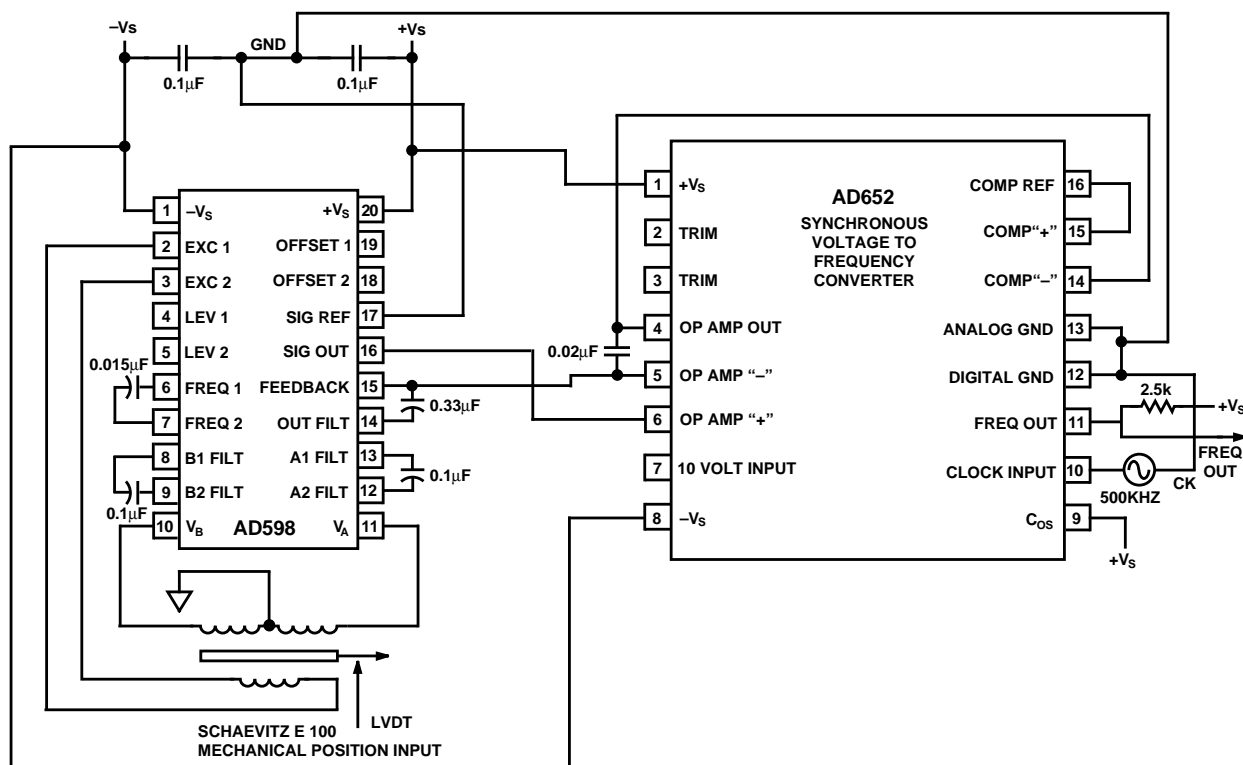 –VS
GND
+VS
0.1µF
0.1µF
1
–VS
+VS
20
2
EXC 1
OFFSET 1
19
3
EXC 2
OFFSET 2
18
4
LEV 1
SIG REF
17
5
LEV 2
SIG OUT
16
0.015µF
6
FREQ 1
FEEDBACK
15
0.33µF
7
FREQ 2
OUT FILT
14
8
B1 FILT
A1 FILT
13
9
B2 FILT
A2 FILT
12
0.1µF
0.1µF
10
VB
AD598
VA
11
LVDT
SCHAEVITZ E 100
MECHANICAL POSITION INPUT
AD652
SYNCHRONOUS
VOLTAGE TO
FREQUENCY
CONVERTER
1
+VS
COMP REF
16
2
TRIM
COMP“+”
15
3
TRIM
COMP“–”
14
4
OP AMP OUT
ANALOG GND
13
0.02µF
5
OP AMP “–”
DIGITAL GND
12
6
OP AMP “+”
FREQ OUT
11
2.5k
+VS
FREQ
OUT
7
10 VOLT INPUT
CLOCK INPUT
10
500KHZ
CK
8
–VS
COS
9
+VS